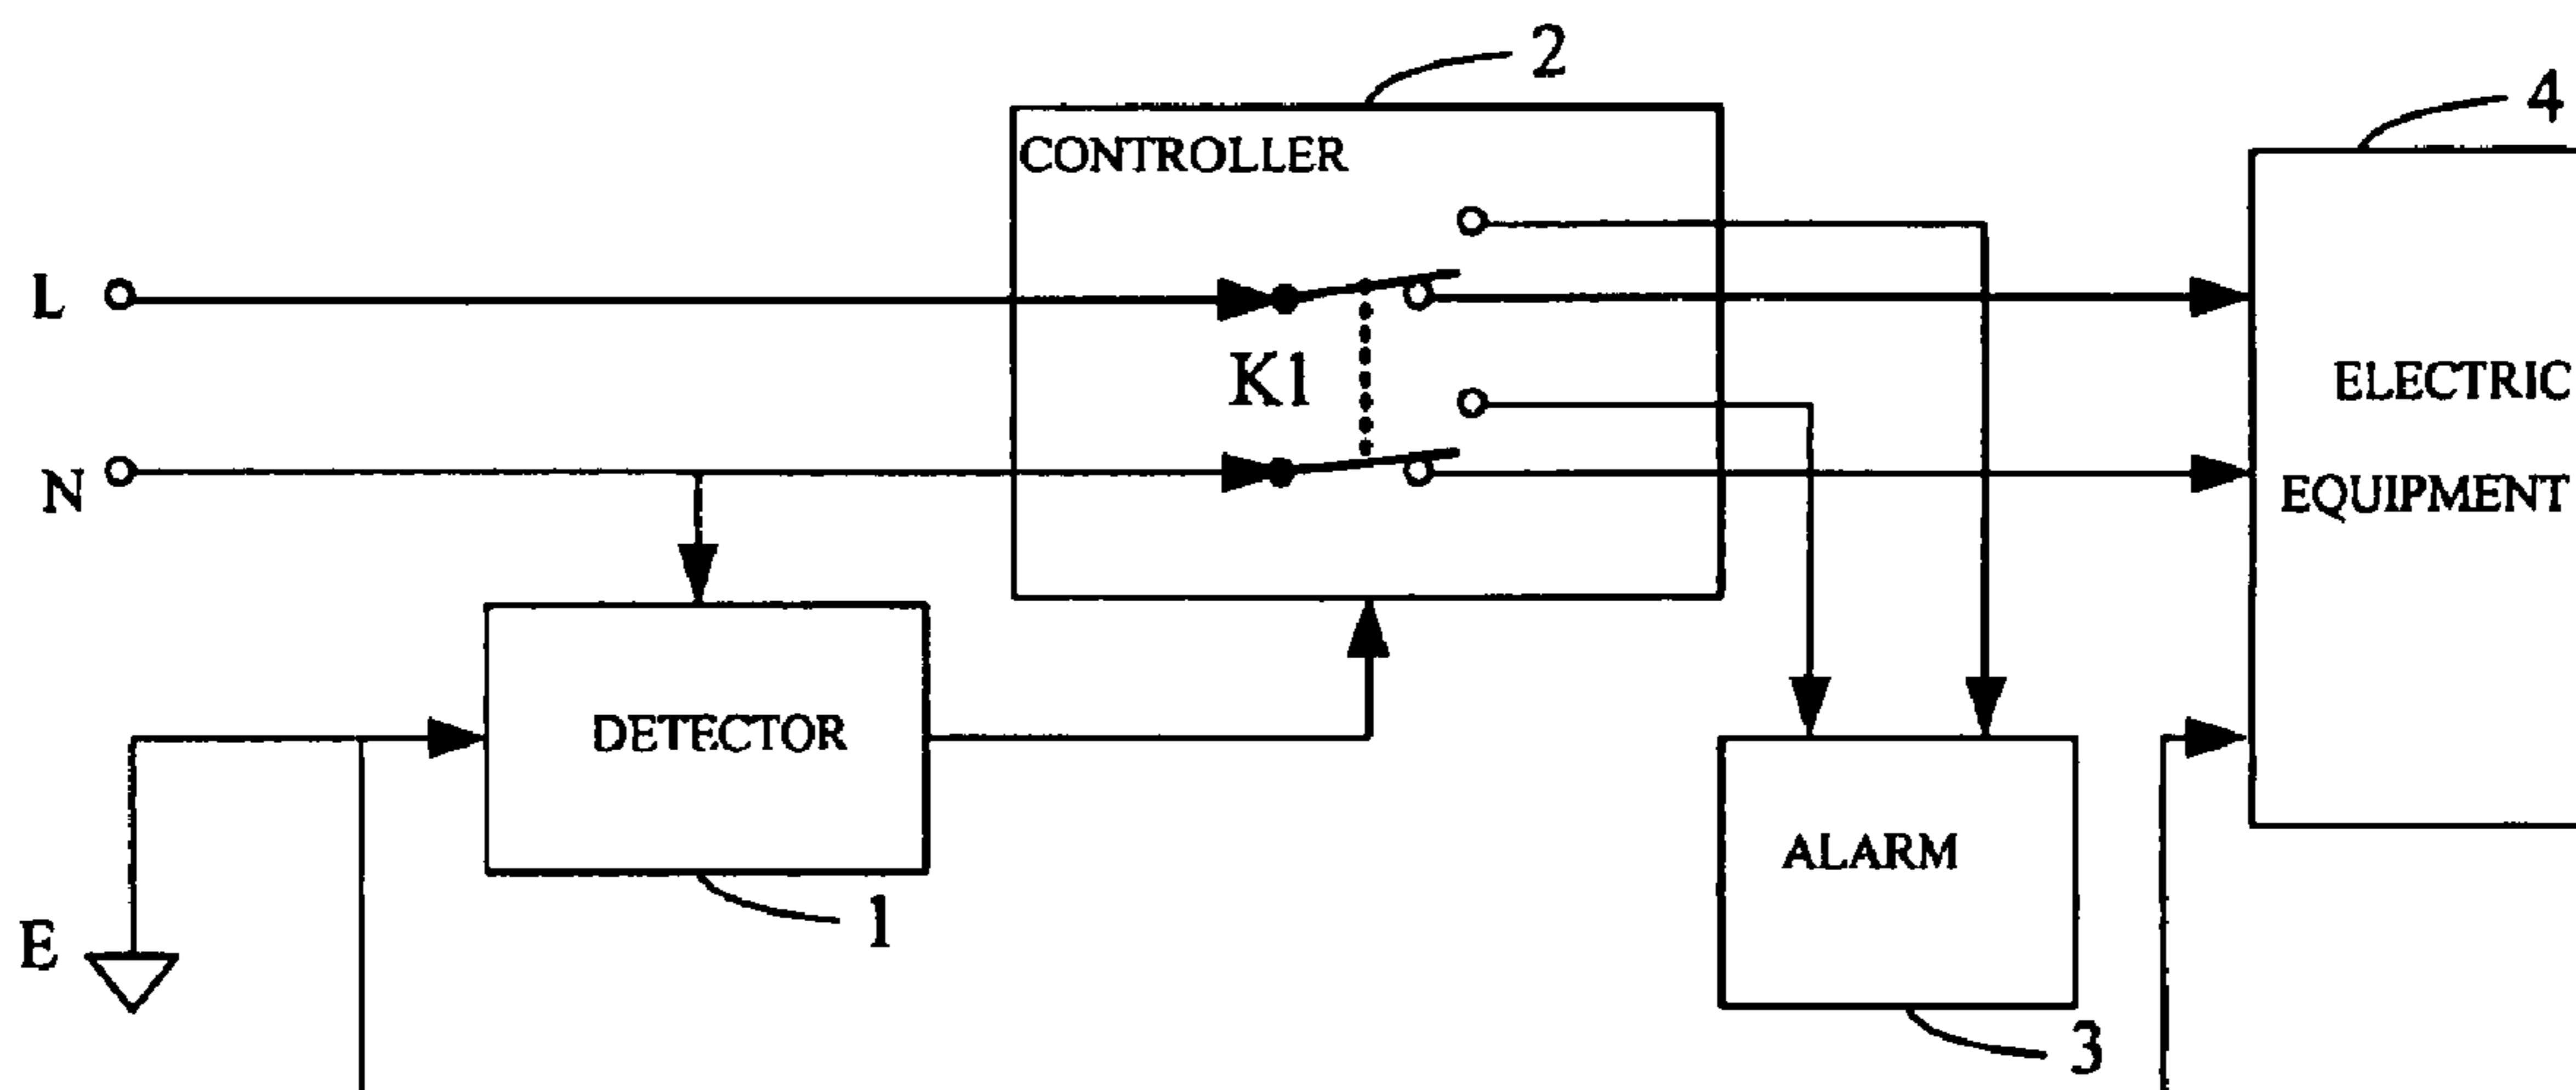 2
4
CONTROLLER
L
K1
ELECTRIC
N
EQUIPMENT
DETECTOR
ALARM
1
E
3